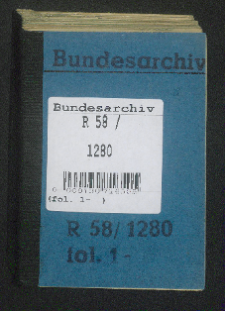 Bundesarchiv
Bundesarchiv
R 58 /
1280
(fol. 1- )
R 58/1280
fol. 1-